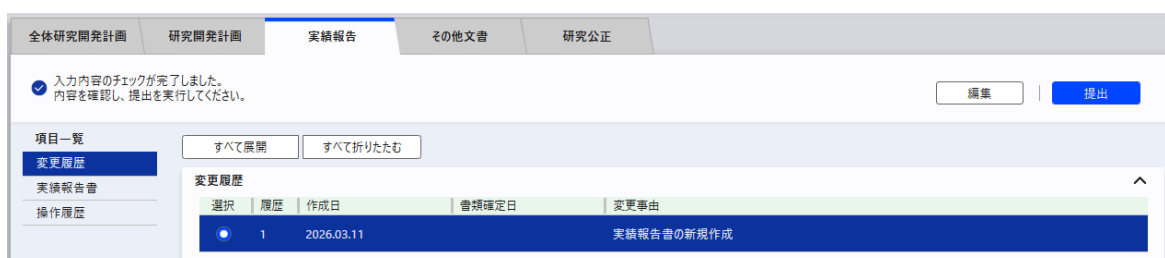 全体研究開発計画 研究開発計画 実績報告 その他文書 研究公正
入力内容のチェックが完了しました。
内容を確認し、提出を実行してください。
編集 提出
項目一覧
変更履歴
実績報告書
操作履歴
すべて展開 すべて折りたたむ
変更履歴
選択 履歴 作成日 書類確定日 変更事由
1 2026.03.11 実績報告書の新規作成